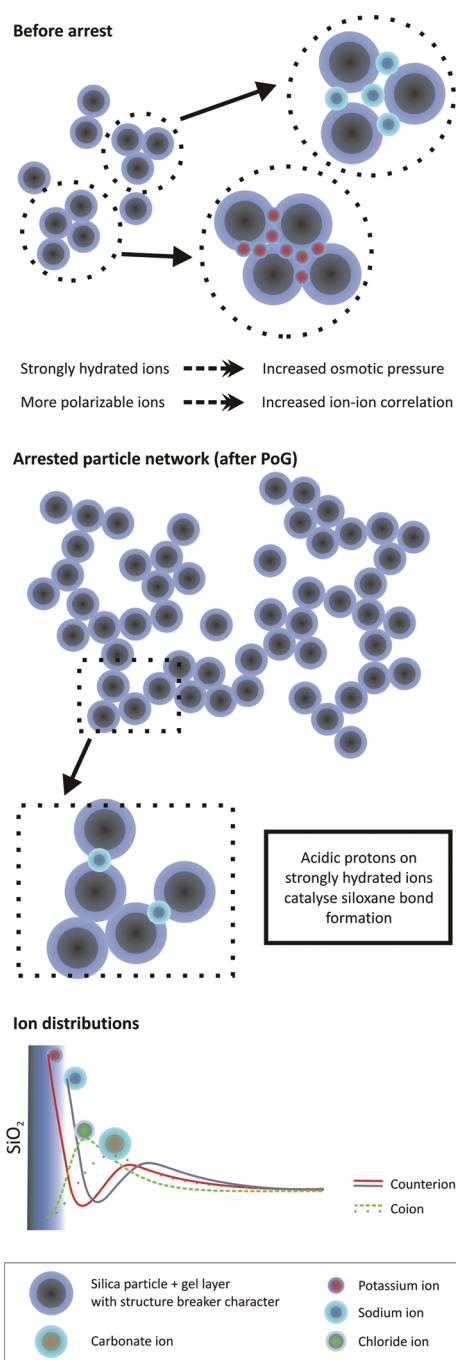 Before arrest
Strongly hydrated ions
Increased osmotic pressure
More polarizable ions
Increased ion-ion correlation
Arrested particle network (after PoG)
Acidic protons on
strongly hydrated ions
catalyse siloxane bond
formation
Ion distributions
SiO₂
Counterion
Coion
Silica particle + gel layer
with structure breaker character
Carbonate ion
Potassium ion
Sodium ion
Chloride ion